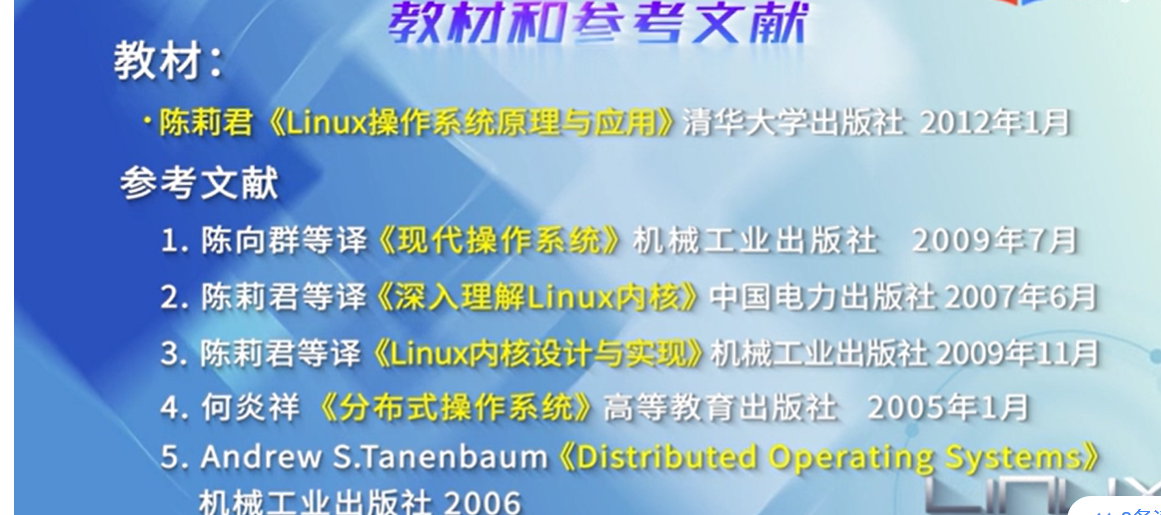 教材和参考文献
教材：
·陈莉君《Linux操作系统原理与应用》清华大学出版社 2012年1月
参考文献
1. 陈向群等译《现代操作系统》机械工业出版社 2009年7月
2. 陈莉君等译《深入理解Linux内核》中国电力出版社 2007年6月
3. 陈莉君等译《Linux内核设计与实现》机械工业出版社 2009年11月
4. 何炎祥 《分布式操作系统》高等教育出版社 2005年1月
5. Andrew S.Tanenbaum《Distributed Operating Systems》
机械工业出版社 2006
LINUX